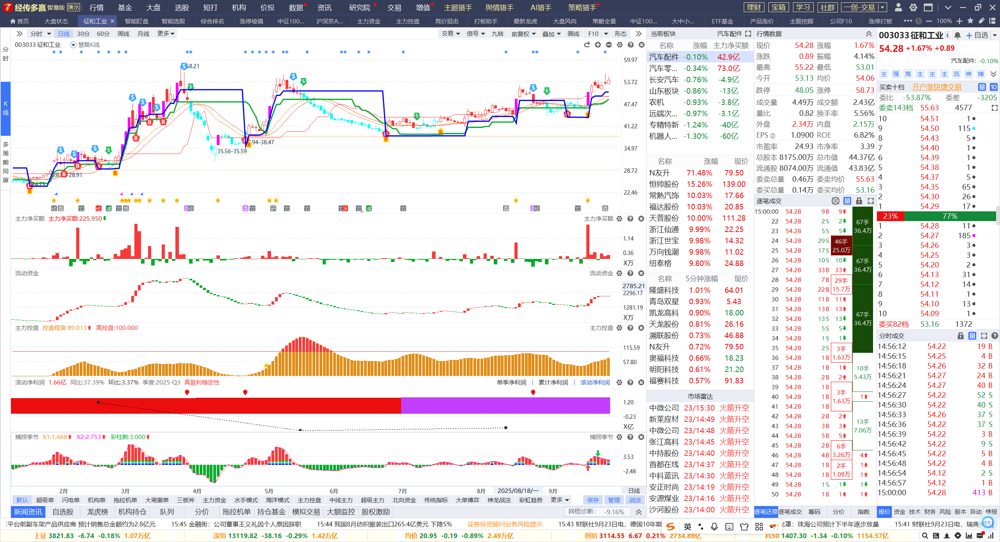 经传多赢 智尊版 演示 行情 基金 大盘 选股 短打 机构 价投 数据 资讯 研究院 交易 增值 主题猎手 舆情猎手 AI猎手 策略猎手 理财 宝箱 学习 社群 一创-交易
首页 大盘状态 征和工业 智能盯盘 智能选股 综合排名 涨停棱镜 中证100... 沪深京A... 主力资金 主力控盘 竞价狙击 打板助手 最新龙虎 大盘风向 策略全景 中证100... 大中小... ETF基金 产品涨价 主题挖掘 公司F10 涨停打板 100%
分时 日线 30分 60分 周线 月线 更多 交易 信号 九转 前复权 叠加 画线 F10 形态
分时
K线
多周期同屏
003033 征和工业 慧眼K线
59.97
53.72
47.47
41.22
34.97
28.72
22.46
58.21
35.56-35.59
主力净买额 主力净买额:225.950 主力净买额
1.14
0.36
X万
流动资金 流动资金
2785.21
2296.17
1281.19
X万
主力控盘 控盘程度:89.013 高控盘:100.000 主力控盘
115.59
57.80
滚动净利润 1.66亿 同比:37.39% 环比:3.37% 季度:2025-Q3 高盈利稳定性 单季净利润 | 累计净利润 | 滚动净利润
1.20
-0.23
X亿
捕捞季节 X1:1.668 X2:2.753 彩柱数:3.000 捕捞季节
3.53
-2.48
2月 3月 4月 5月 6月 7月 8月 2025/08/18/一 9月 日线
默认 超级单 闪电单 机构单 拖拉机单 大笔撤单 三板斧 主力资金 水手模式 海洋模式 主力控盘 中线主力 超级主力 北向资金 传统指标 大单博弈 神龙战法 彩虹趋势 更多 保存 管理 战法
新闻资讯 自选股 龙虎榜 机构持仓 队列 分价 拖拉机单 持仓基金 模拟交易 大额监控 股权激励 网格诊断: -9.16%
当前板块 汽车配件
名称 涨幅 主力净买额
汽车配件 -0.10% 42.9亿
汽车零... -0.34% 73.0亿
长安汽车 -0.76% -4.9亿
山东板块 -0.86% -13亿
农机 -0.93% -3.8亿
远端次... -0.97% -3.1亿
专精特新 -1.24% -40亿
机器人... -1.30% -60亿
名称 涨幅 现价
N友升 71.48% 79.50
恒帅股份 15.26% 139.00
常熟汽饰 10.03% 17.66
福达股份 10.03% 20.85
天普股份 10.00% 111.28
浙江仙通 9.99% 22.25
浙江世宝 9.98% 14.32
万向钱潮 9.98% 11.02
纽泰格 9.80% 24.88
名称 5分钟涨幅 现价
隆盛科技 1.01% 64.01
青岛双星 0.93% 5.43
凯龙高科 0.90% 18.00
天龙股份 0.81% 26.16
溯联股份 0.73% 46.88
N友升 0.72% 79.50
奥福科技 0.66% 18.23
明阳科技 0.61% 21.20
福赛科技 0.57% 91.83
市场雷达
中微公司 23/15:30 火箭升空
新莱应材 23/14:49 火箭升空
中微公司 23/14:48 火箭升空
张江高科 23/14:45 火箭升空
中持股份 23/14:40 火箭升空
首都在线 23/14:37 火箭升空
中科蓝讯 23/14:30 火箭升空
安正时尚 23/14:19 火箭升空
安源煤业 23/14:16 火箭升空
沙河股份 23/14:00 火箭升空
行情数据
现价 54.28 涨幅 1.67%
涨跌 0.89 振幅 4.14%
最高 55.22 最低 53.01
今开 53.13 均价 54.06
跌停 48.05 涨停 58.73
成交量 4.49万 成交额 2.43亿
量比 0.82 换手率 5.56%
外盘 2.34万 内盘 2.15万
EPS② 1.0900 ROE 6.82%
市盈率 24.93 市净率 3.39
总股本 8175.00万 总市值 44.37亿
流通股 8074.00万 流通值 43.83亿
委卖总量 0.46万 委卖均价 55.63
委买总量 0.14万 委买均价 53.16
逐笔成交 单 量
15:00:00 54.28 9B 9
22 54.28 2S 2
23 54.28 5S 5
24 54.28 29S
25 54.28 17S
26 54.28 10S 10
27 54.28 33B 33
28 54.28 7B
29 54.28 22B
30 54.28 11B 11
31 54.28 13B 13
32 54.28 13S 13
33 54.28 5S 5
34 54.28 1S 1
35 54.28 2S
36 54.28 1B
37 54.28 1B 1
38 54.28 2B 2
39 54.28 1B
40 54.28 1B
41 54.28 1B
42 54.28 2B 2
43 54.28 3B 3
44 54.28 5B 5
45 54.28 2B
46 54.28 4B
47 54.28 1B
48 54.28 1B
49 54.28 1S 1
50 54.28 1B 1
46手 25.0万
29手 15.7万
3手 1.63万
3手 1.63万
6手 3.26万
2手 1.09万
67手 36.4万
67手 36.4万
67手 36.4万
10手 5.43万
1
13手 7.06万
4
1
1
1
1
逐笔还原 逐笔成交 筹码 分价 指数
003033 征和工业 自选
54.28 +1.67% +0.89
汽车配件: -0.10%
主 强 海 主 主 主 流 神 捕
买卖十档 开户享快捷交易 量 10
委比 -53.87% 委差 -3205
委卖143档 55.63 4577
10 54.51 1
9 54.50 115
8 54.43 5
7 54.40 1
6 54.39 1
5 54.38 1
4 54.37 5
3 54.35 65
2 54.30 26
1 54.29 17
23% 77%
1 54.28 11
2 54.27 185
3 54.26 3
4 54.25 3
5 54.20 2
6 54.13 31
7 54.12 14
8 54.11 1
9 54.10 13
10 54.09 1
委买82档 53.16 1372
分时成交 量
14:56:12 54.22 19 B
14:56:15 54.25 4 B
14:56:18 54.26 32 B
14:56:21 54.27 24 B
14:56:24 54.27 40 B
14:56:27 54.22 52 S
14:56:30 54.22 40 S
14:56:33 54.26 37 S
14:56:36 54.22 37 S
14:56:39 54.22 3 B
14:56:42 54.22 9 S
14:56:45 54.22 5 B
14:56:48 54.22 4 B
14:56:54 54.12 2 S
14:56:57 54.12 1 B
15:00:00 54.28 413 B
报价 资金 技术 财务 风险 股本 异动 情报
平台前副车架产品供应商 预计销售总金额约为2.8亿元 15:45 金融街：公司董事王义礼因个人原因辞职 15:44 我国8月纺织服装出口265.4亿美元 下降5% 证券投资顾问业务风险提示 15:43 财联社9月23日电，德国10年期 英 罩：珠海公司预计下半年逐步放量 15:41 财联社9月23日电，瑞典
上证 3821.83 -6.74 -0.18% 1.07万亿 深指 13119.82 -38.16 -0.29% 1.42万亿 均价 20.95 -0.19 -0.89% 2.49万亿 创指 3114.55 6.67 0.21% 2734.88亿 科50 1407.30 -1.34 -0.10% 1154.57亿